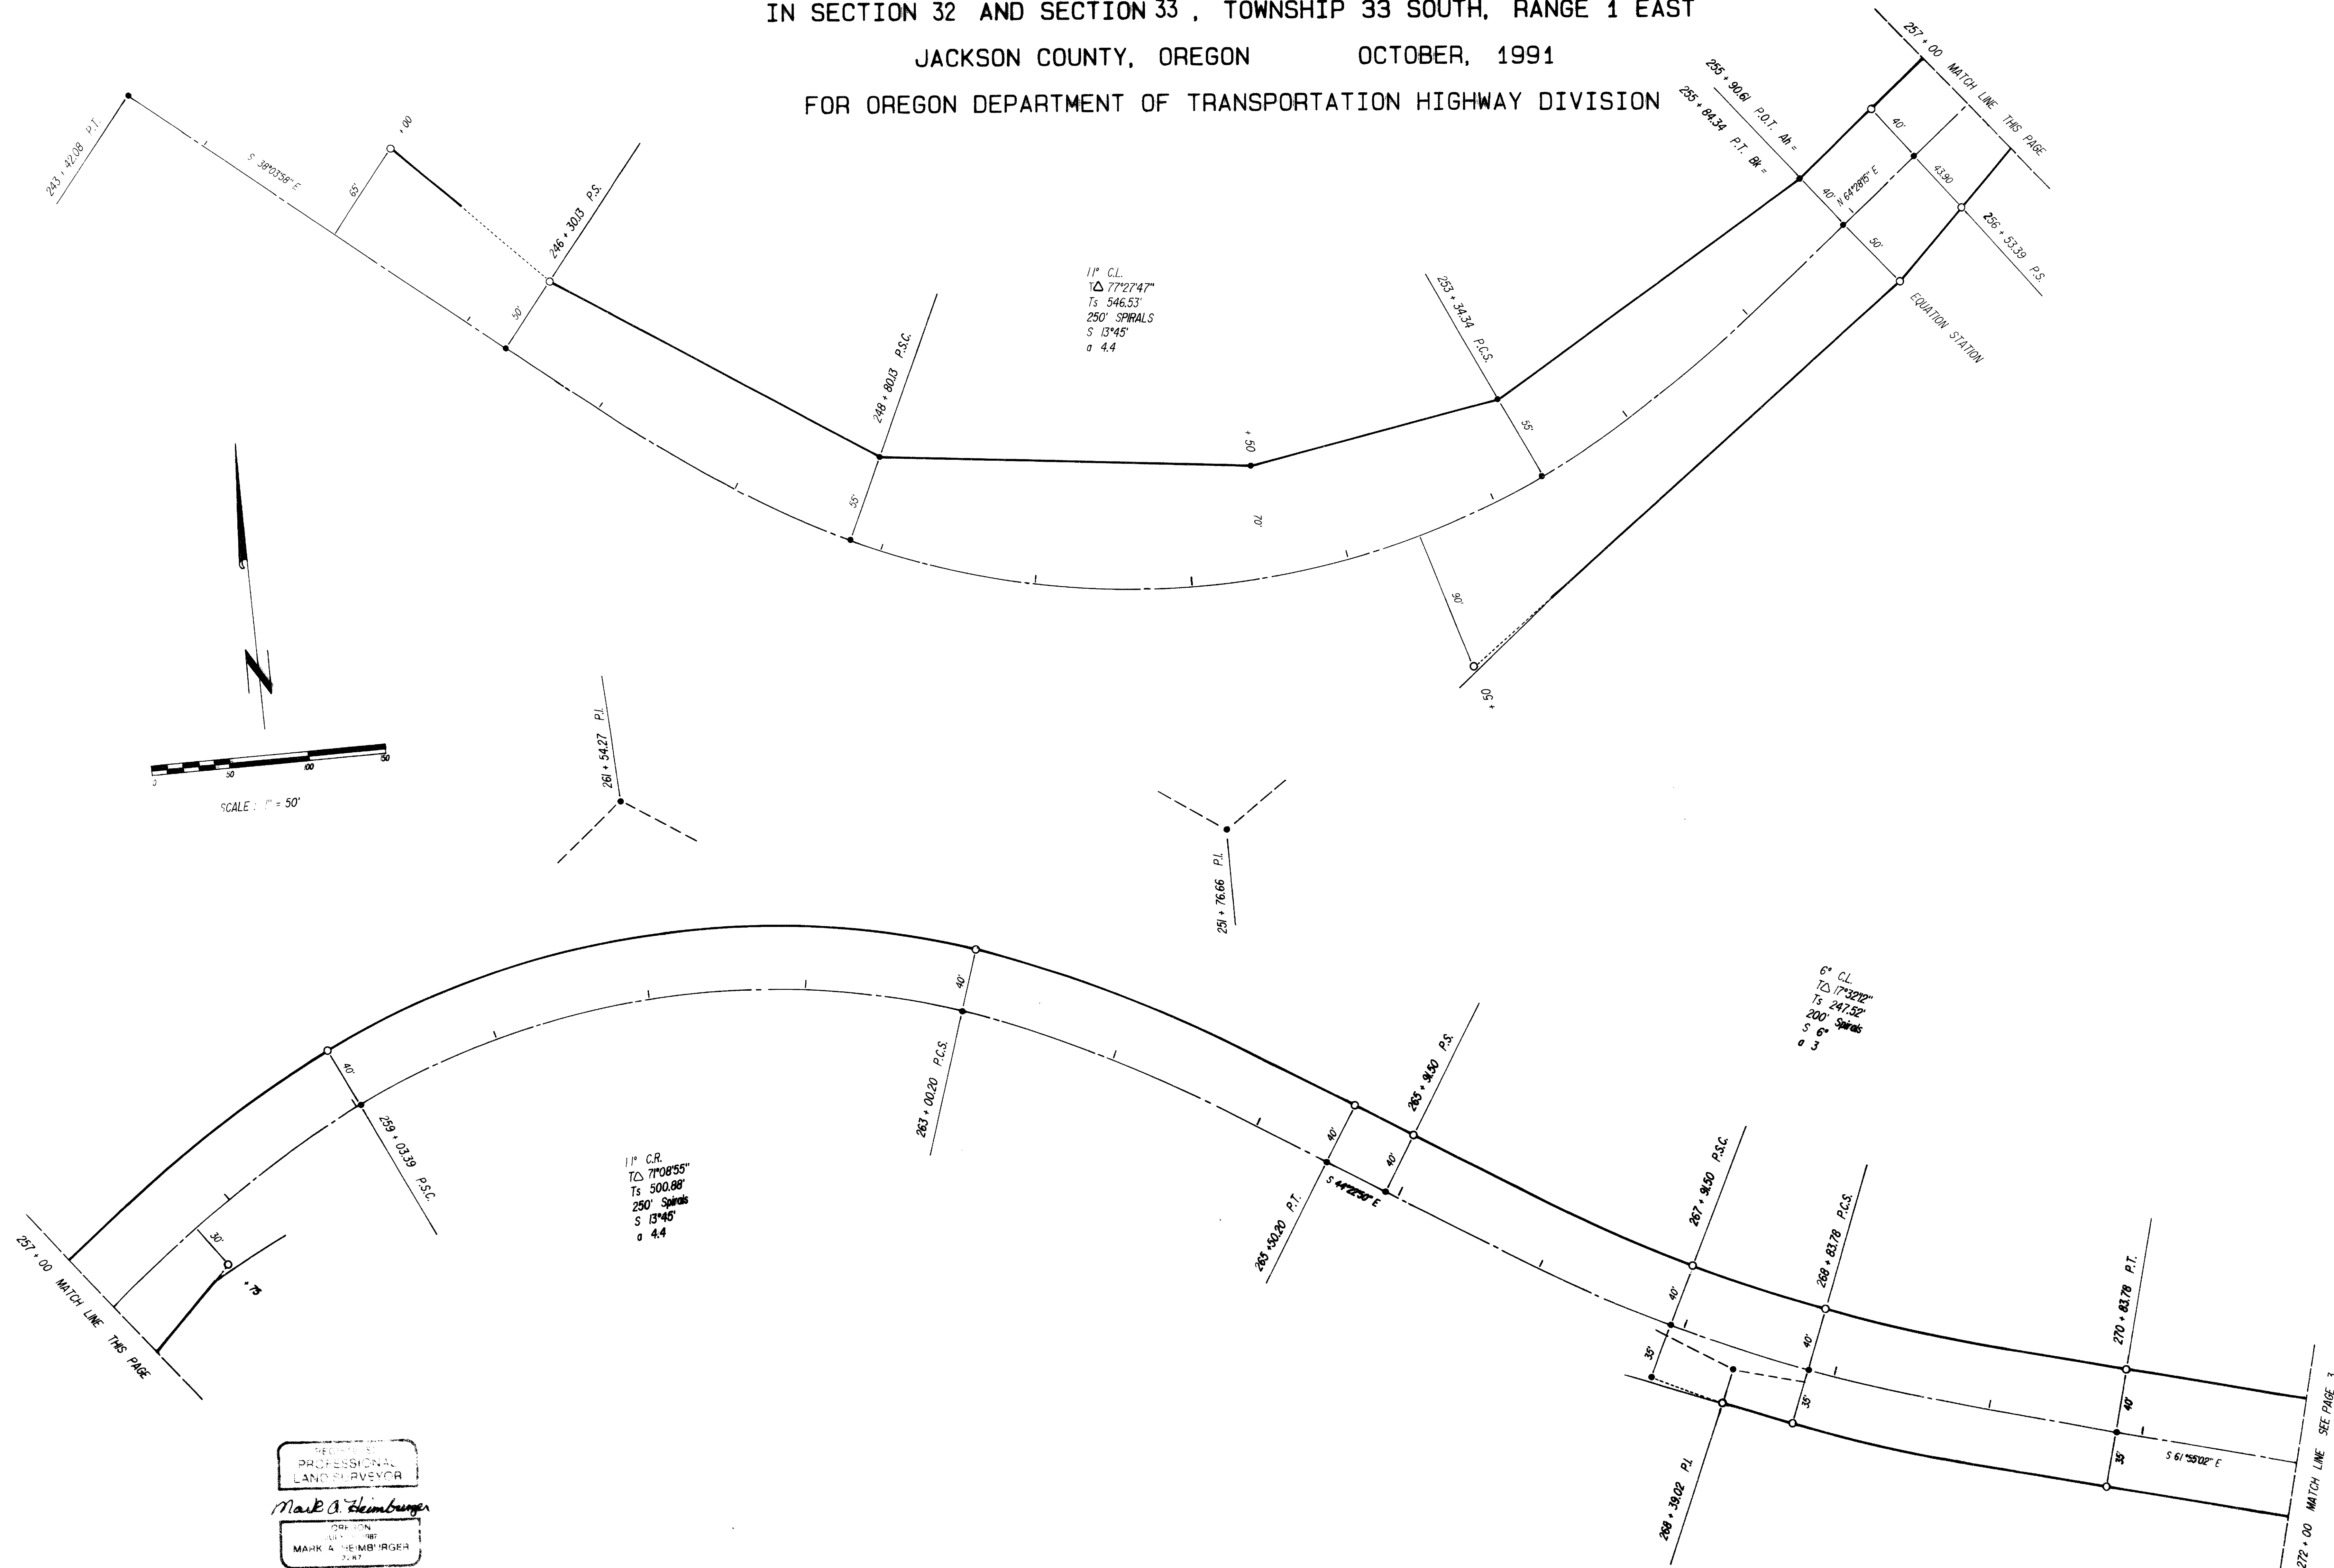 IN SECTION 32 AND SECTION 33 , TOWNSHIP 33 SOUTH, RANGE 1 EAST
JACKSON COUNTY, OREGON OCTOBER, 1991
FOR OREGON DEPARTMENT OF TRANSPORTATION HIGHWAY DIVISION
243 + 42.08 P.T.
S 38°03'58" E
+ 00
65'
246 + 30.13 P.S.
50'
248 + 80.13 P.S.C.
55'
11° C.L.
T△ 77°27'47"
Ts 546.53'
250' SPIRALS
S 13°45'
a 4.4
+ 50
70'
253 + 34.34 P.C.S.
55'
90'
+ 50
255 + 90.61 P.O.T. Ah =
255 + 84.34 P.T. Bk =
40'
N 64°28'15" E
50'
40'
43.90
256 + 53.39 P.S.
EQUATION STATION
257 + 00 MATCH LINE THIS PAGE
0 50 100 150
SCALE : 1" = 50'
261 + 54.27 P.I.
251 + 76.66 P.I.
257 + 00 MATCH LINE THIS PAGE
30'
+ 75
40'
259 + 03.39 P.S.C.
11° C.R.
T△ 71°08'55"
Ts 500.88'
250' Spirals
S 13°45'
a 4.4
40'
263 + 00.20 P.C.S.
40'
265 +50.20 P.T.
S 44°22'50" E
40'
265 + 91.50 P.S.
6° C.L.
T△ 17°32'12"
Ts 247.52'
200' Spirals
S 6°
a 3
267 + 91.50 P.S.C.
40'
35'
268 + 83.78 P.C.S.
40'
35'
268 + 39.02 P.I.
270 + 83.78 P.T.
40'
35'
S 61°55'02" E
272 + 00 MATCH LINE SEE PAGE 3
PROFESSIONAL
LAND SURVEYOR
Mark A. Heimburger
OREGON
MARK A. HEIMBURGER